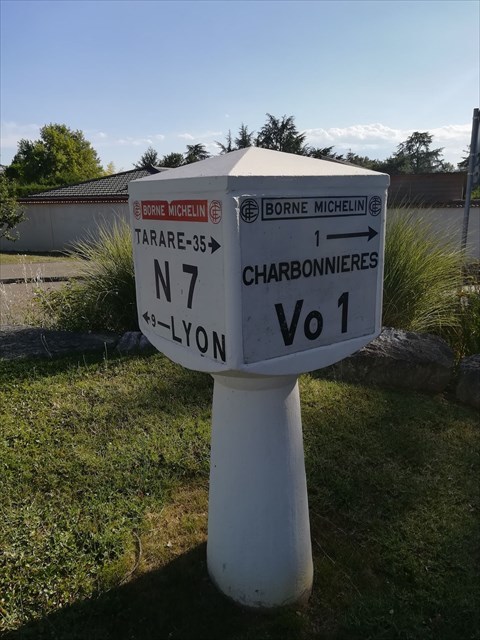 BORNE MICHELIN
TARARE-35→
N 7
←9-LYON
BORNE MICHELIN
1 →
CHARBONNIERES
Vo 1